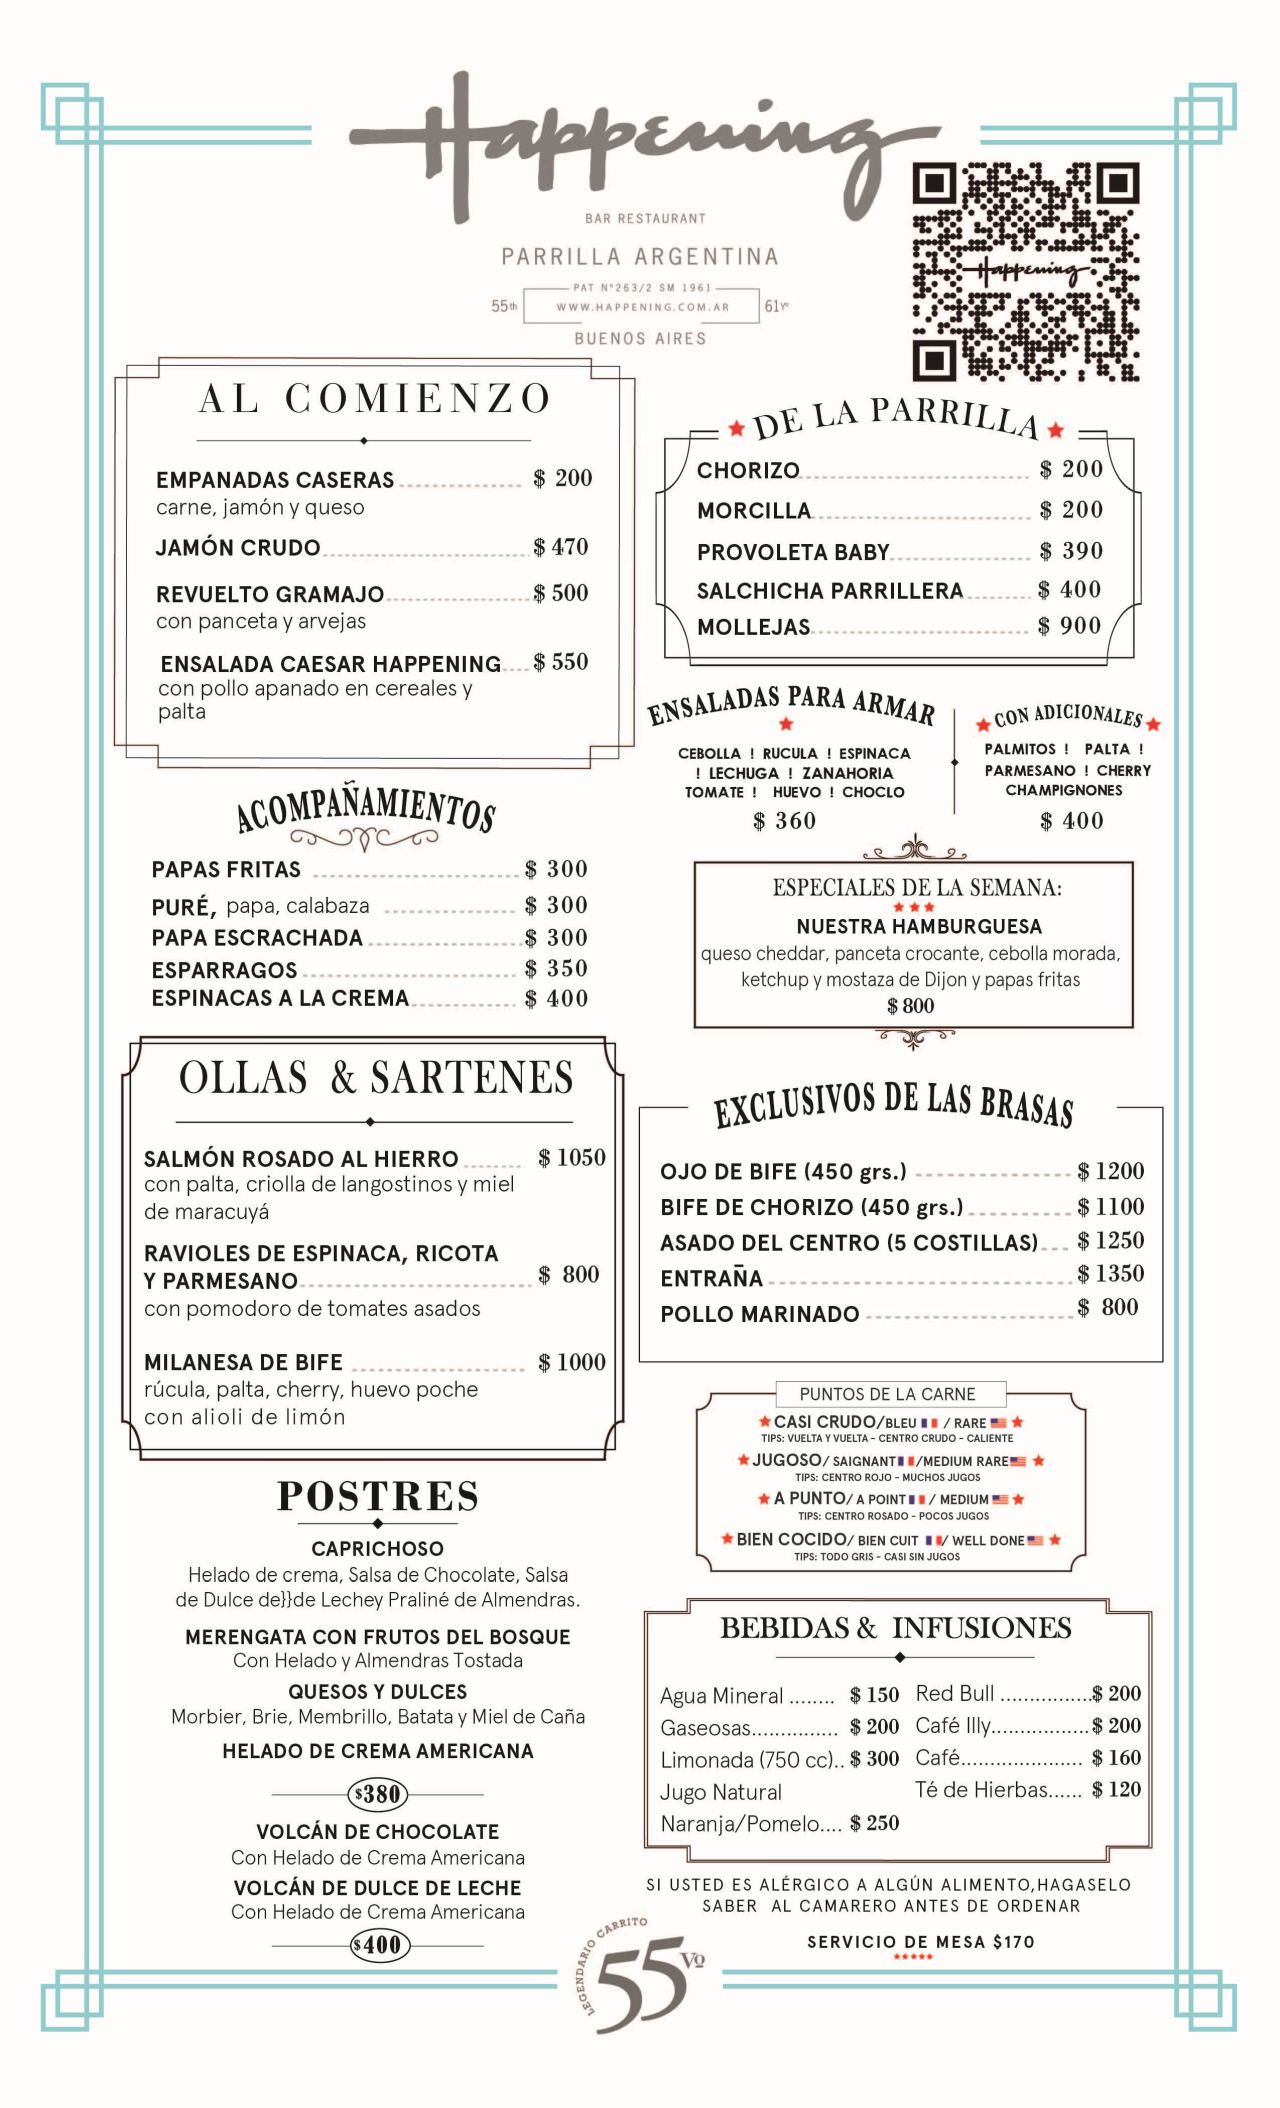 Happening
BAR RESTAURANT
PARRILLA ARGENTINA
PAT Nº263/2 SM 1961
55th WWW.HAPPENING.COM.AR 61Yº
BUENOS AIRES
Happening
AL COMIENZO
EMPANADAS CASERAS $ 200
carne, jamón y queso
JAMÓN CRUDO $ 470
REVUELTO GRAMAJO $ 500
con panceta y arvejas
ENSALADA CAESAR HAPPENING $ 550
con pollo apanado en cereales y
palta
ACOMPAÑAMIENTOS
PAPAS FRITAS $ 300
PURÉ, papa, calabaza $ 300
PAPA ESCRACHADA $ 300
ESPARRAGOS $ 350
ESPINACAS A LA CREMA $ 400
OLLAS & SARTENES
SALMÓN ROSADO AL HIERRO $ 1050
con palta, criolla de langostinos y miel
de maracuyá
RAVIOLES DE ESPINACA, RICOTA
Y PARMESANO $ 800
con pomodoro de tomates asados
MILANESA DE BIFE $ 1000
rúcula, palta, cherry, huevo poche
con alioli de limón
POSTRES
CAPRICHOSO
Helado de crema, Salsa de Chocolate, Salsa
de Dulce de}}de Lechey Praliné de Almendras.
MERENGATA CON FRUTOS DEL BOSQUE
Con Helado y Almendras Tostada
QUESOS Y DULCES
Morbier, Brie, Membrillo, Batata y Miel de Caña
HELADO DE CREMA AMERICANA
$380
VOLCÁN DE CHOCOLATE
Con Helado de Crema Americana
VOLCÁN DE DULCE DE LECHE
Con Helado de Crema Americana
$400
DE LA PARRILLA
CHORIZO $ 200
MORCILLA $ 200
PROVOLETA BABY $ 390
SALCHICHA PARRILLERA $ 400
MOLLEJAS $ 900
ENSALADAS PARA ARMAR
CEBOLLA ! RUCULA ! ESPINACA
! LECHUGA ! ZANAHORIA
TOMATE ! HUEVO ! CHOCLO
$ 360
CON ADICIONALES
PALMITOS ! PALTA !
PARMESANO ! CHERRY
CHAMPIGNONES
$ 400
ESPECIALES DE LA SEMANA:
NUESTRA HAMBURGUESA
queso cheddar, panceta crocante, cebolla morada,
ketchup y mostaza de Dijon y papas fritas
$ 800
EXCLUSIVOS DE LAS BRASAS
OJO DE BIFE (450 grs.) $ 1200
BIFE DE CHORIZO (450 grs.) $ 1100
ASADO DEL CENTRO (5 COSTILLAS) $ 1250
ENTRAÑA $ 1350
POLLO MARINADO $ 800
PUNTOS DE LA CARNE
CASI CRUDO/BLEU / RARE
TIPS: VUELTA Y VUELTA - CENTRO CRUDO - CALIENTE
JUGOSO/ SAIGNANT /MEDIUM RARE
TIPS: CENTRO ROJO - MUCHOS JUGOS
A PUNTO/ A POINT / MEDIUM
TIPS: CENTRO ROSADO - POCOS JUGOS
BIEN COCIDO/ BIEN CUIT / WELL DONE
TIPS: TODO GRIS - CASI SIN JUGOS
BEBIDAS & INFUSIONES
Agua Mineral ........ $ 150
Gaseosas............... $ 200
Limonada (750 cc).. $ 300
Jugo Natural
Naranja/Pomelo.... $ 250
Red Bull ................$ 200
Café Illy.................$ 200
Café..................... $ 160
Té de Hierbas...... $ 120
SI USTED ES ALÉRGICO A ALGÚN ALIMENTO,HAGASELO
SABER AL CAMARERO ANTES DE ORDENAR
SERVICIO DE MESA $170
LEGENDARIO CARRITO
55Vº